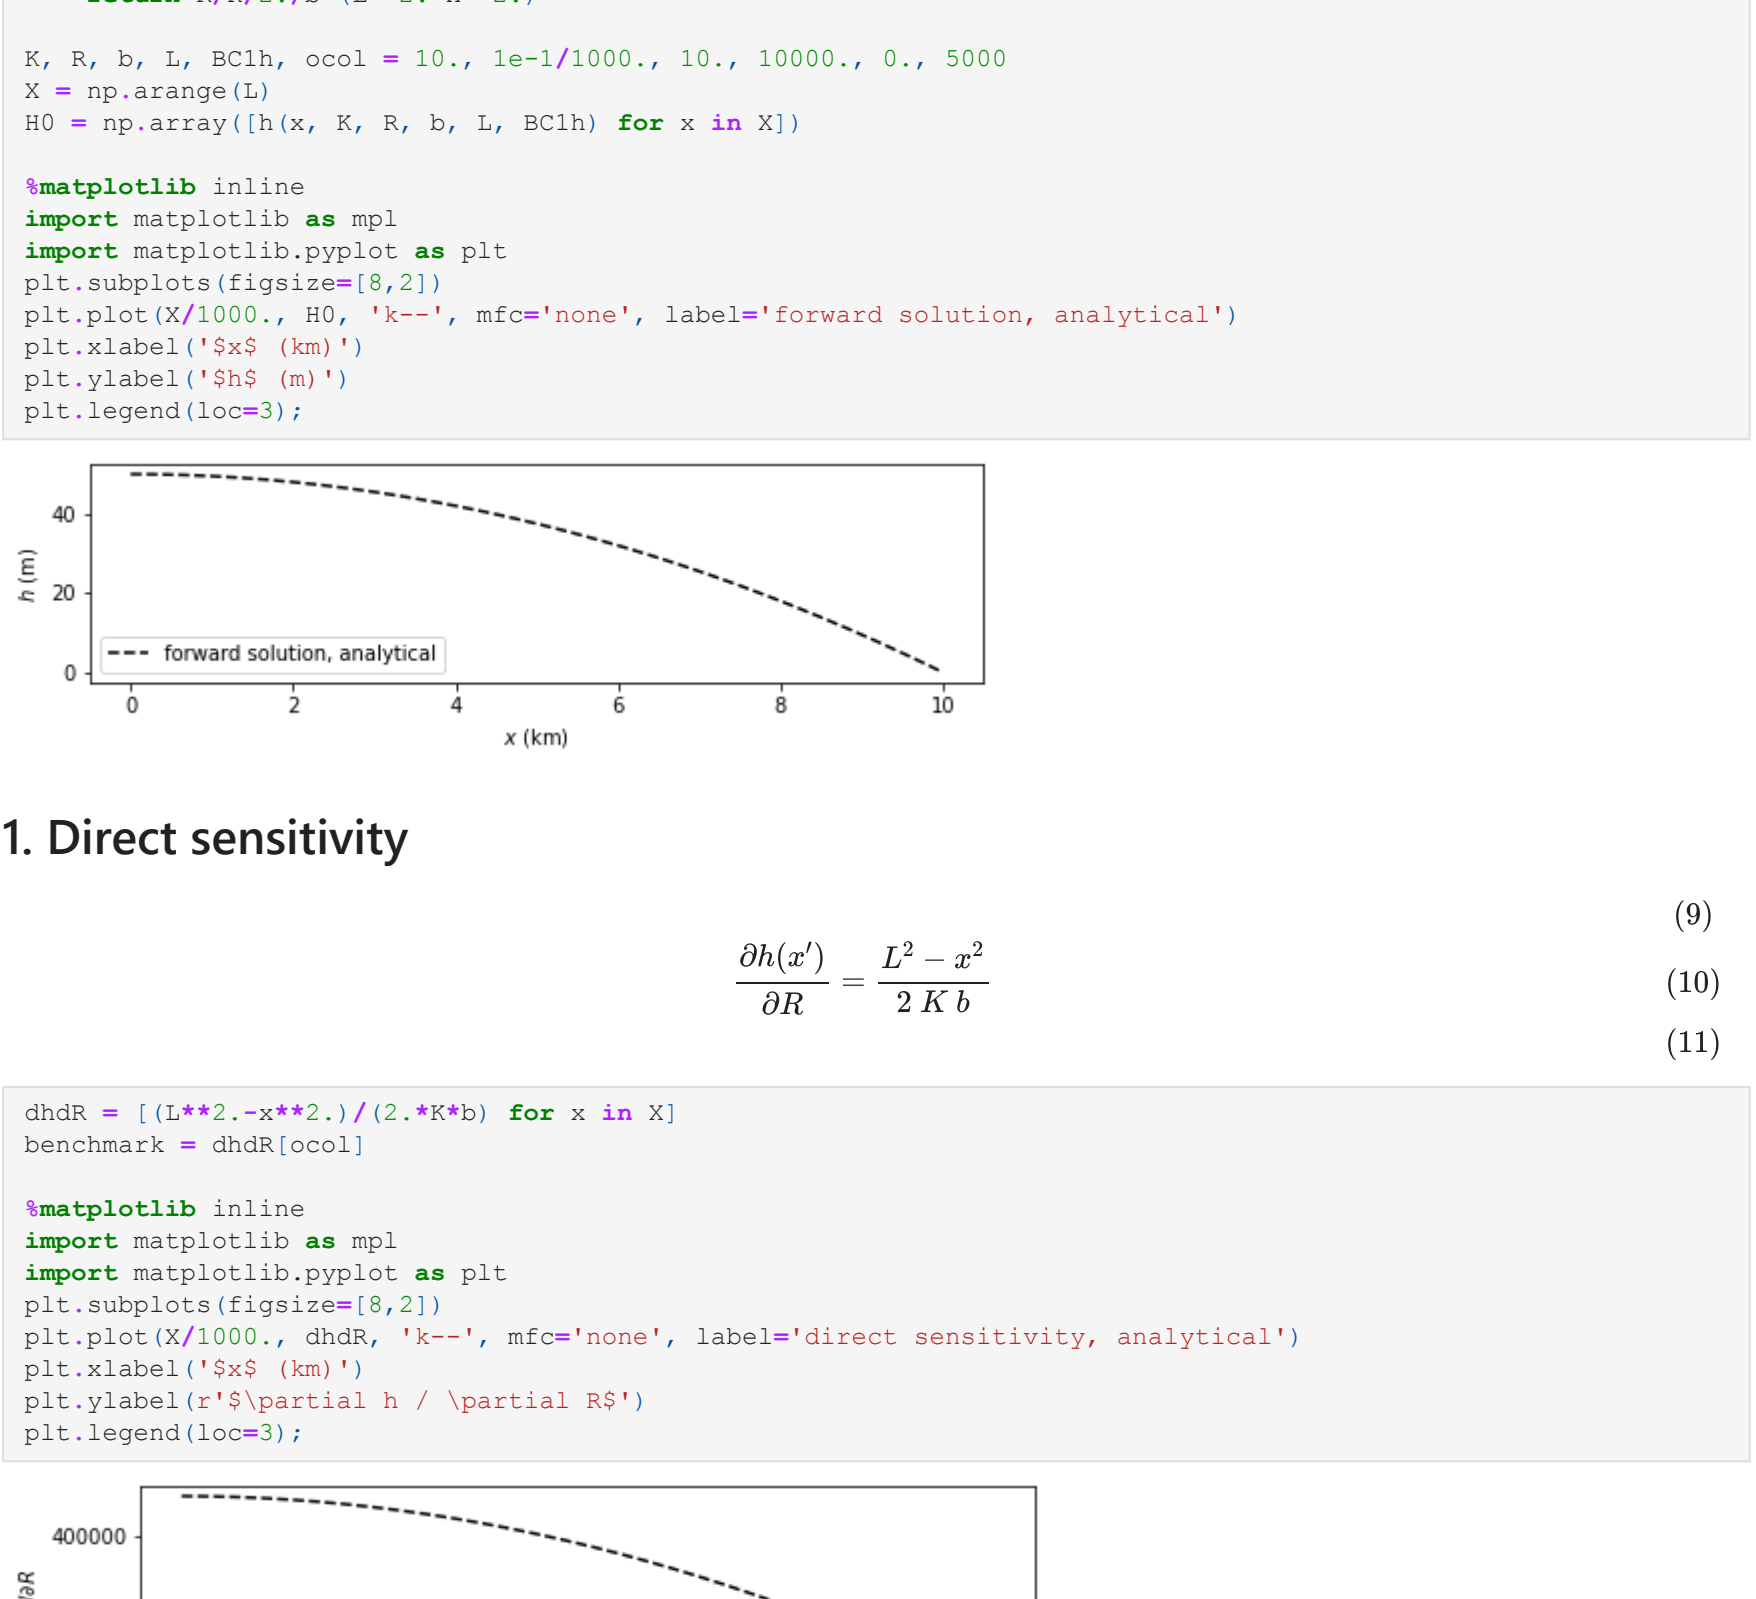 K, R, b, L, BC1h, ocol = 10., 1e-1/1000., 10., 10000., 0., 5000
X = np.arange(L)
H0 = np.array([h(x, K, R, b, L, BC1h) for x in X])
%matplotlib inline
import matplotlib as mpl
import matplotlib.pyplot as plt
plt.subplots(figsize=[8,2])
plt.plot(X/1000., H0, 'k--', mfc='none', label='forward solution, analytical')
plt.xlabel('$x$ (km)')
plt.ylabel('$h$ (m)')
plt.legend(loc=3);
40
20
0
h (m)
forward solution, analytical
0 2 4 6 8 10
x (km)
1. Direct sensitivity
(9)
∂h(x′)/∂R = (L² − x²)/(2 K b) (10)
(11)
dhdR = [(L**2.-x**2.)/(2.*K*b) for x in X]
benchmark = dhdR[ocol]
%matplotlib inline
import matplotlib as mpl
import matplotlib.pyplot as plt
plt.subplots(figsize=[8,2])
plt.plot(X/1000., dhdR, 'k--', mfc='none', label='direct sensitivity, analytical')
plt.xlabel('$x$ (km)')
plt.ylabel(r'$\partial h / \partial R$')
plt.legend(loc=3);
400000
∂R